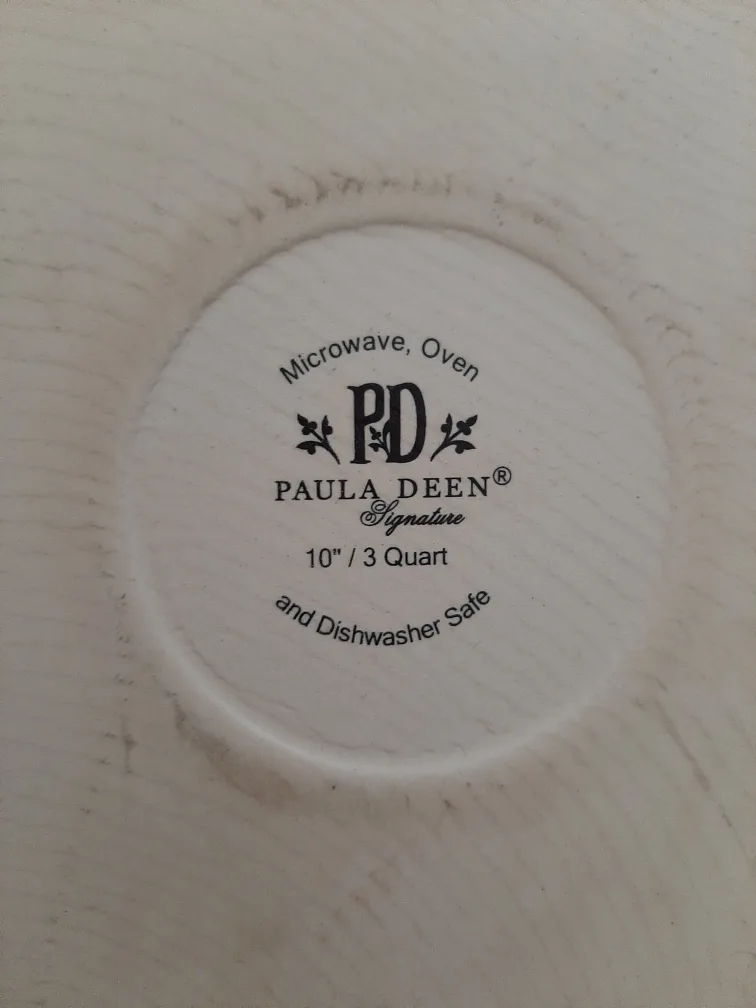 Microwave, Oven
PD
PAULA DEEN®
Signature
10" / 3 Quart
and Dishwasher Safe